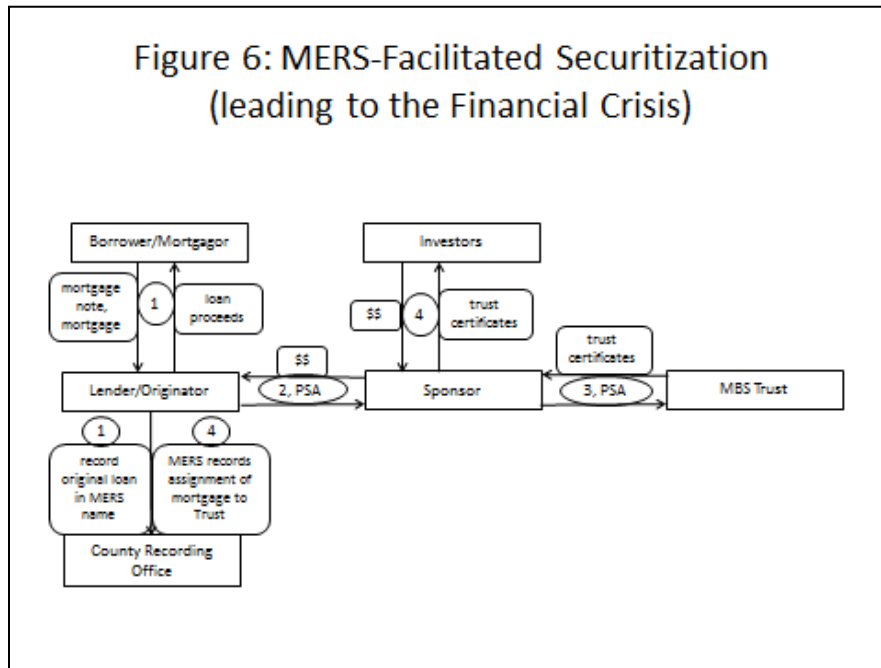 Figure 6: MERS-Facilitated Securitization
(leading to the Financial Crisis)
Borrower/Mortgagor
Investors
mortgage
note,
mortgage
1
loan
proceeds
$$
4
trust
certificates
$$
trust
certificates
Lender/Originator
2, PSA
Sponsor
3, PSA
MBS Trust
1
4
record
original loan
in MERS
name
MERS records
assignment of
mortgage to
Trust
County Recording
Office